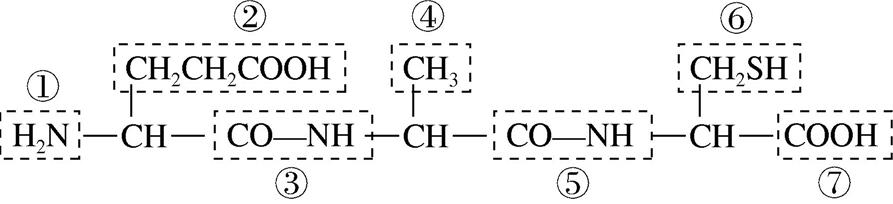 ② ④ ⑥
CH₂CH₂COOH CH₃ CH₂SH
①
H₂N—CH—CO—NH—CH—CO—NH—CH—COOH
③ ⑤ ⑦